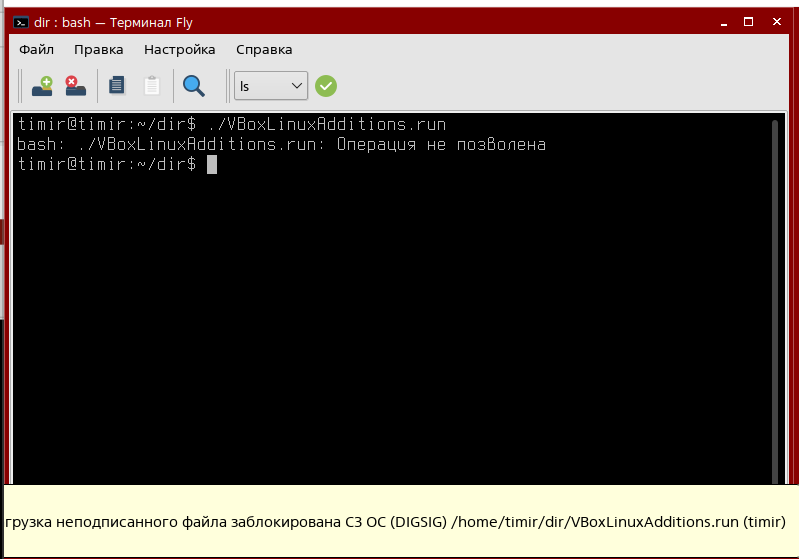 dir : bash — Терминал Fly
Файл Правка Настройка Справка
ls
timir@timir:~/dir$ ./VBoxLinuxAdditions.run
bash: ./VBoxLinuxAdditions.run: Операция не позволена
timir@timir:~/dir$
грузка неподписанного файла заблокирована СЗ ОС (DIGSIG) /home/timir/dir/VBoxLinuxAdditions.run (timir)